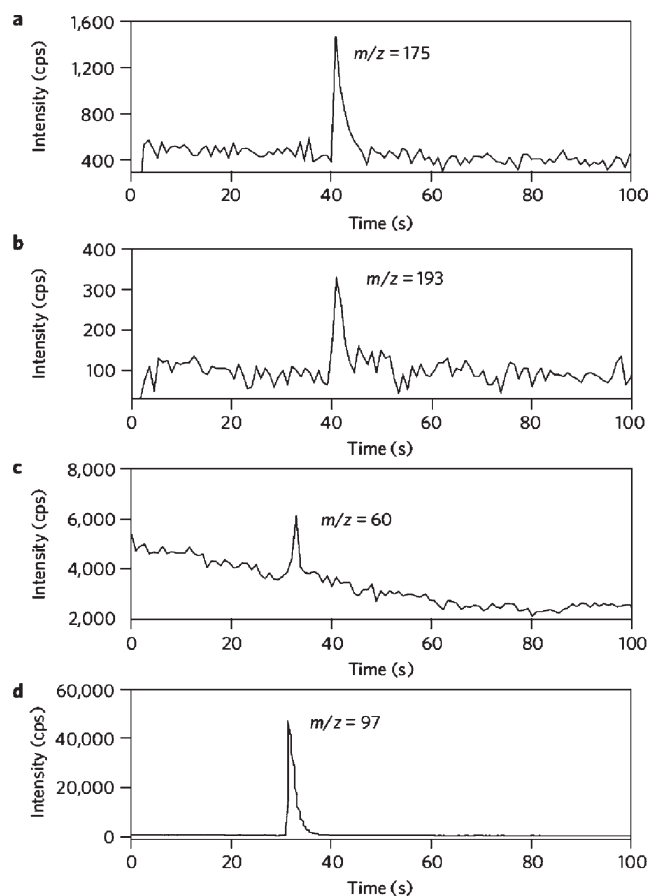 a
Intensity (cps)
1,600
1,200
800
400
m/z = 175
0 20 40 60 80 100
Time (s)
b
Intensity (cps)
400
300
200
100
m/z = 193
0 20 40 60 80 100
Time (s)
c
Intensity (cps)
8,000
6,000
4,000
2,000
m/z = 60
0 20 40 60 80 100
Time (s)
d
Intensity (cps)
60,000
40,000
20,000
0
m/z = 97
0 20 40 60 80 100
Time (s)